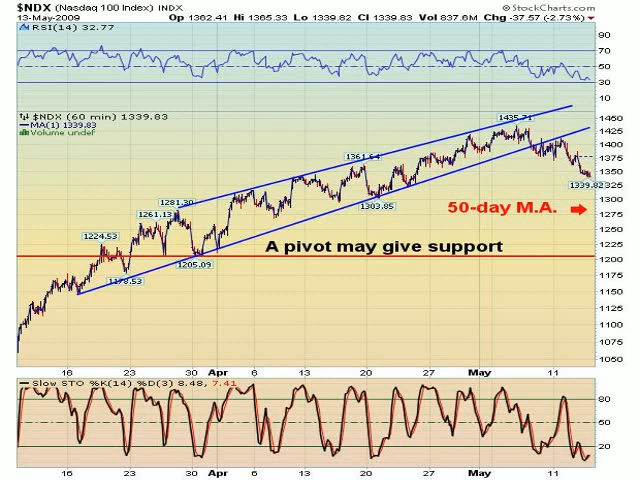 $NDX (Nasdaq 100 Index) INDX
© StockCharts.com
13-May-2009 Op 1362.41 Hi 1365.33 Lo 1339.82 Cl 1339.83 Vol 837.6M Chg -37.57 (-2.73%)
RSI(14) 32.77
90
70
50
30
10
$NDX (60 min) 1339.83
MA(1) 1339.83
Volume undef
1435.71
1361.64
1339.82
1303.85
1281.30
1261.13
1224.53
1205.09
1178.53
50-day M.A.
A pivot may give support
1450
1425
1400
1375
1350
1325
1300
1275
1250
1225
1200
1175
1150
1125
1100
1075
1050
16 23 30 Apr 6 13 20 27 May 11
Slow STO %K(14) %D(3) 8.48, 7.41
80
50
20
16 23 30 Apr 6 13 20 27 May 11